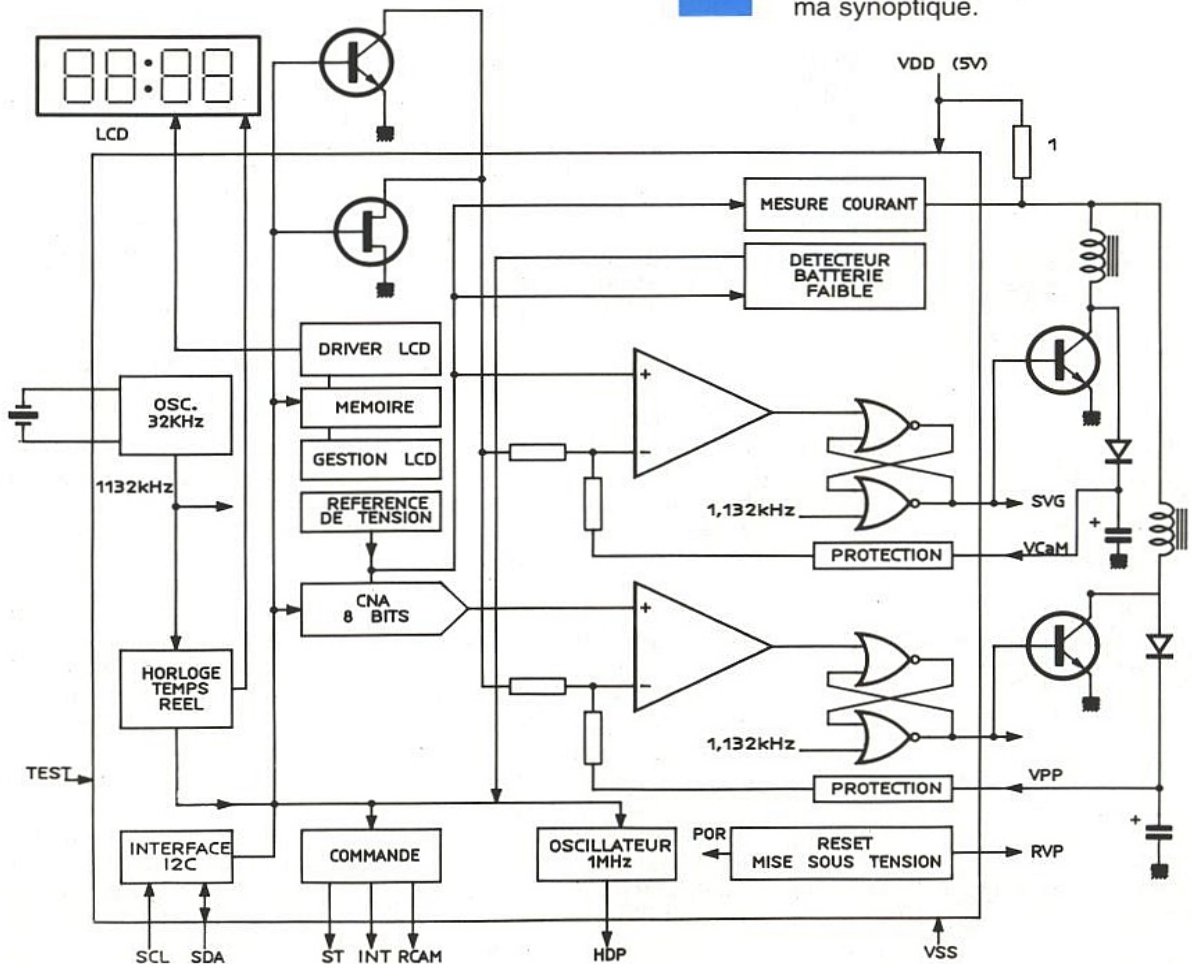 ma synoptique.
VDD (5V)
LCD
1
MESURE COURANT
DETECTEUR
BATTERIE
FAIBLE
DRIVER LCD
OSC.
32KHz
MEMOIRE
GESTION LCD
1132kHz
REFERENCE
DE TENSION
1,132kHz
SVG
VCaM
PROTECTION
CNA
8 BITS
HORLOGE
TEMPS
REEL
1,132kHz
TEST
VPP
PROTECTION
INTERFACE
I2C
COMMANDE
OSCILLATEUR
1MHz
POR
RESET
MISE SOUS TENSION
RVP
SCL
SDA
ST
INT
RCAM
HDP
VSS
+
-
+
-
+
+
88:88